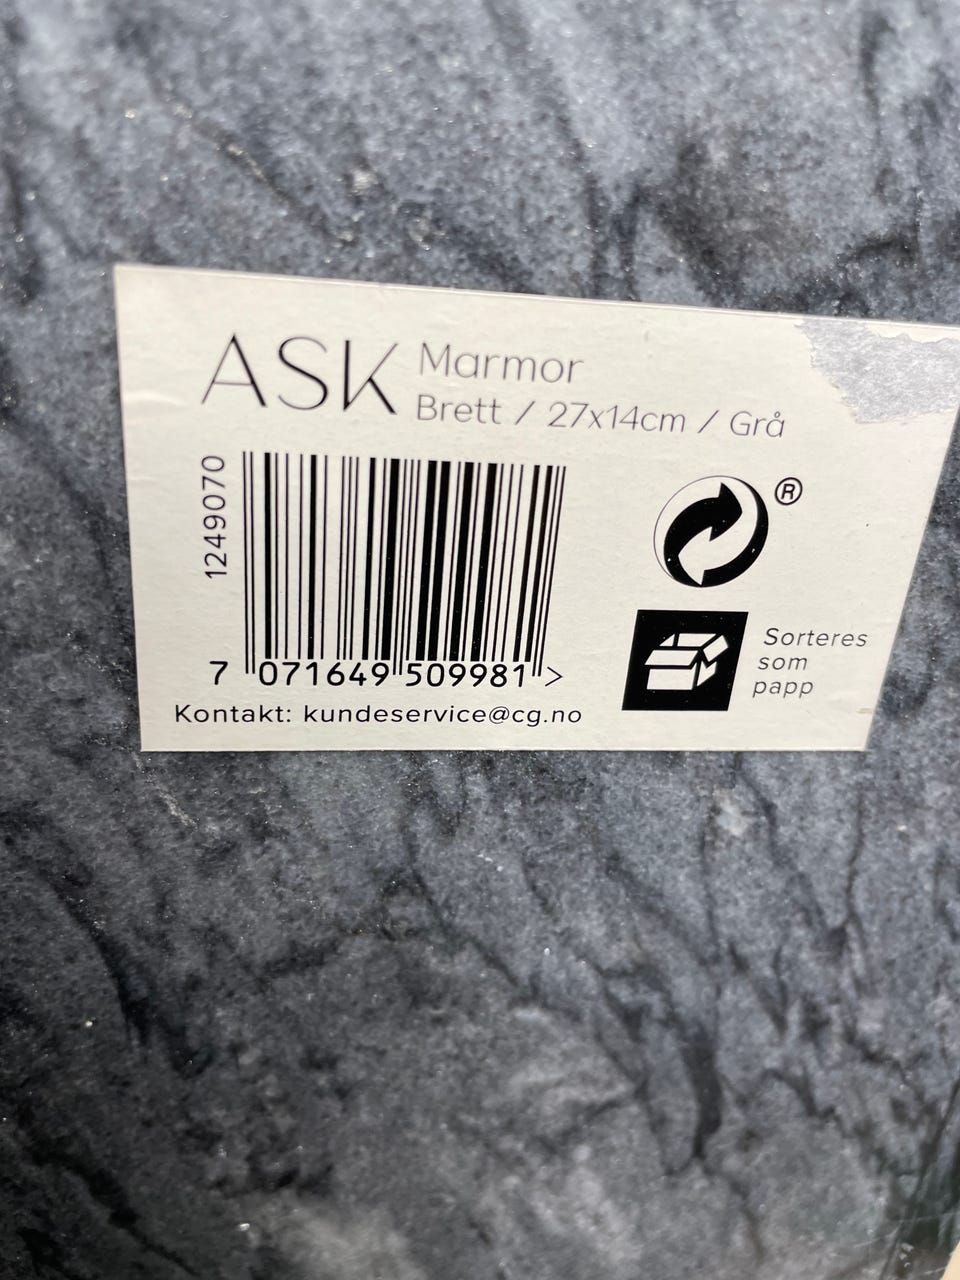 ASK
Marmor
Brett / 27x14cm / Grå
1249070
7 071649 509981 >
®
Sorteres
som
papp
Kontakt: kundeservice@cg.no